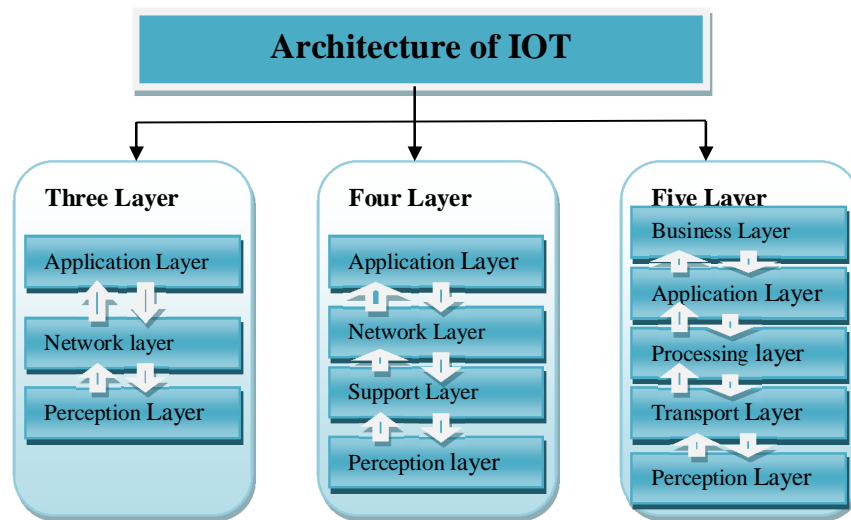 Architecture of IOT
Three Layer
Application Layer
Network layer
Perception Layer
Four Layer
Application Layer
Network Layer
Support Layer
Perception layer
Five Layer
Business Layer
Application Layer
Processing layer
Transport Layer
Perception Layer